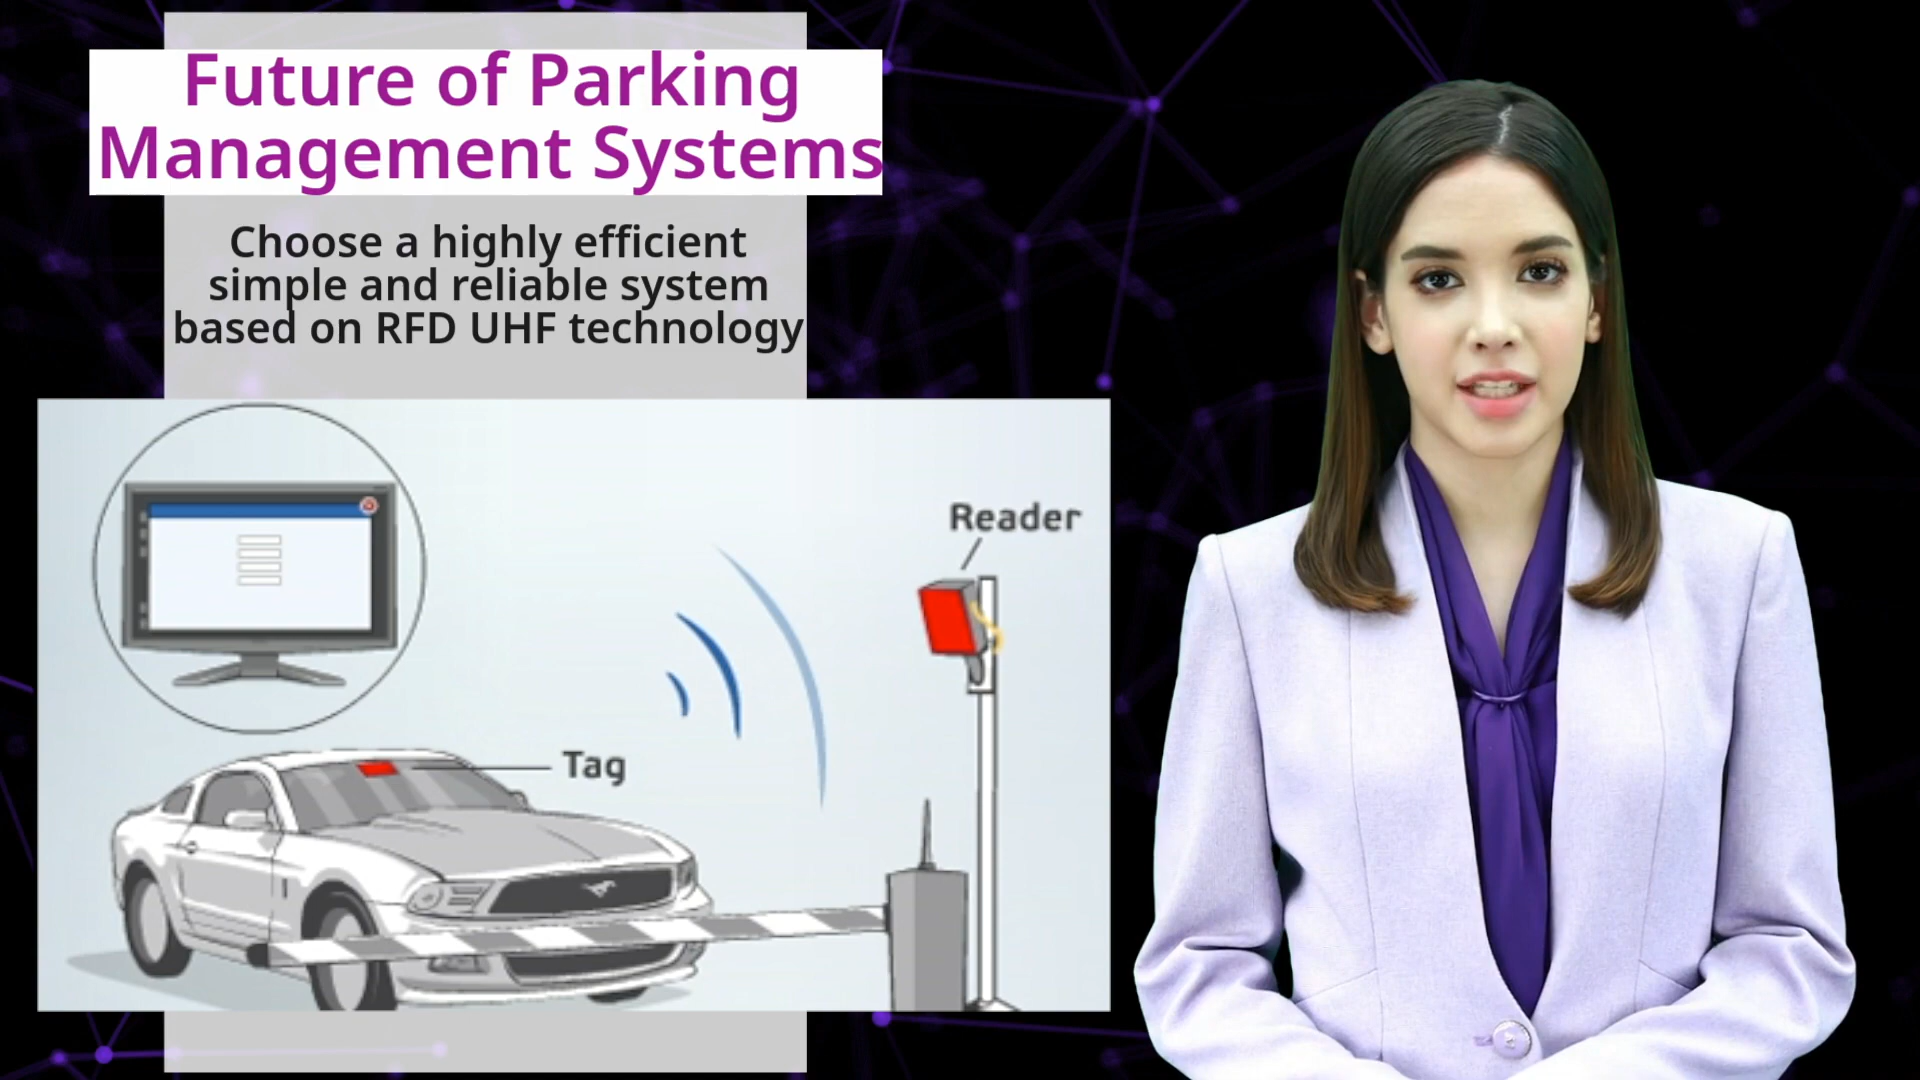 Future of Parking
Management Systems
Choose a highly efficient
simple and reliable system
based on RFD UHF technology
Reader
Tag